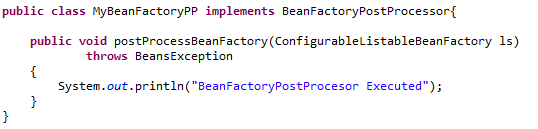 public class MyBeanFactoryPP implements BeanFactoryPostProcessor{
public void postProcessBeanFactory(ConfigurableListableBeanFactory ls)
throws BeansException
{
System.out.println("BeanFactoryPostProcesor Executed");
}
}